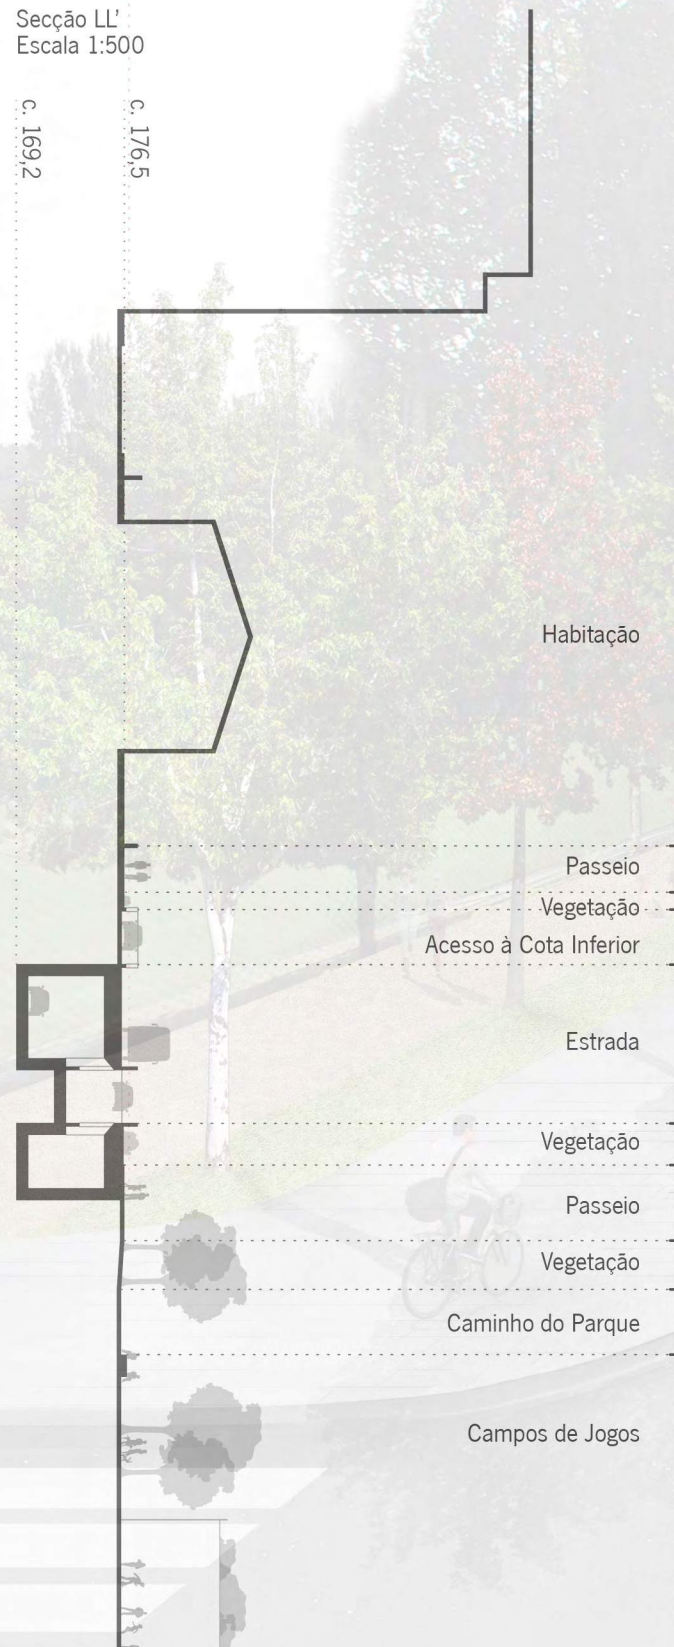 Secção LL’
Escala 1:500
c. 169,2
c. 176,5
Habitação
Passeio
Vegetação
Acesso à Cota Inferior
Estrada
Vegetação
Passeio
Vegetação
Caminho do Parque
Campos de Jogos